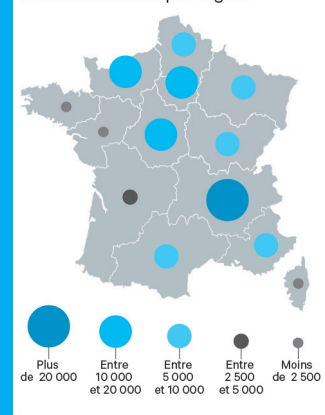 Plus
de 20 000
Entre
10 000
et 20 000
Entre
5 000
et 10 000
Entre
2 500
et 5 000
Moins
de 2 500